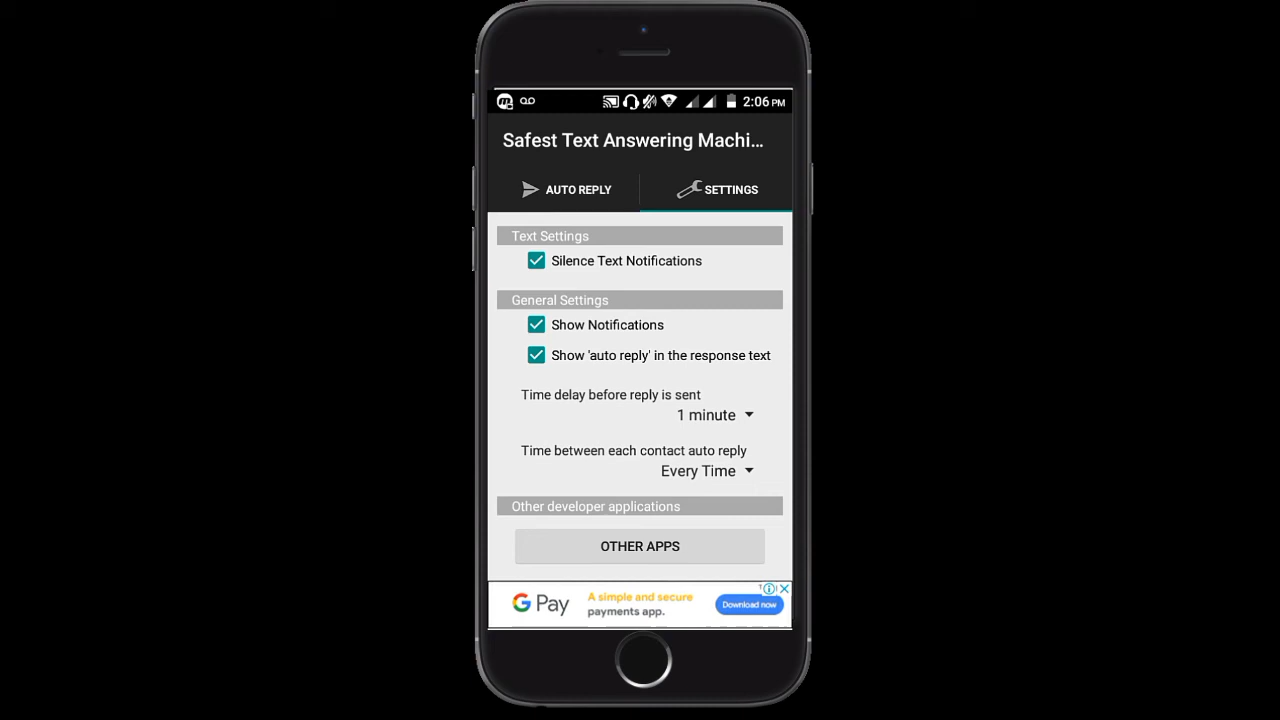 2:06 PM
Safest Text Answering Machi...
AUTO REPLY
SETTINGS
Text Settings
Silence Text Notifications
General Settings
Show Notifications
Show 'auto reply' in the response text
Time delay before reply is sent
1 minute
Time between each contact auto reply
Every Time
Other developer applications
OTHER APPS
G Pay
A simple and secure
payments app.
Download now